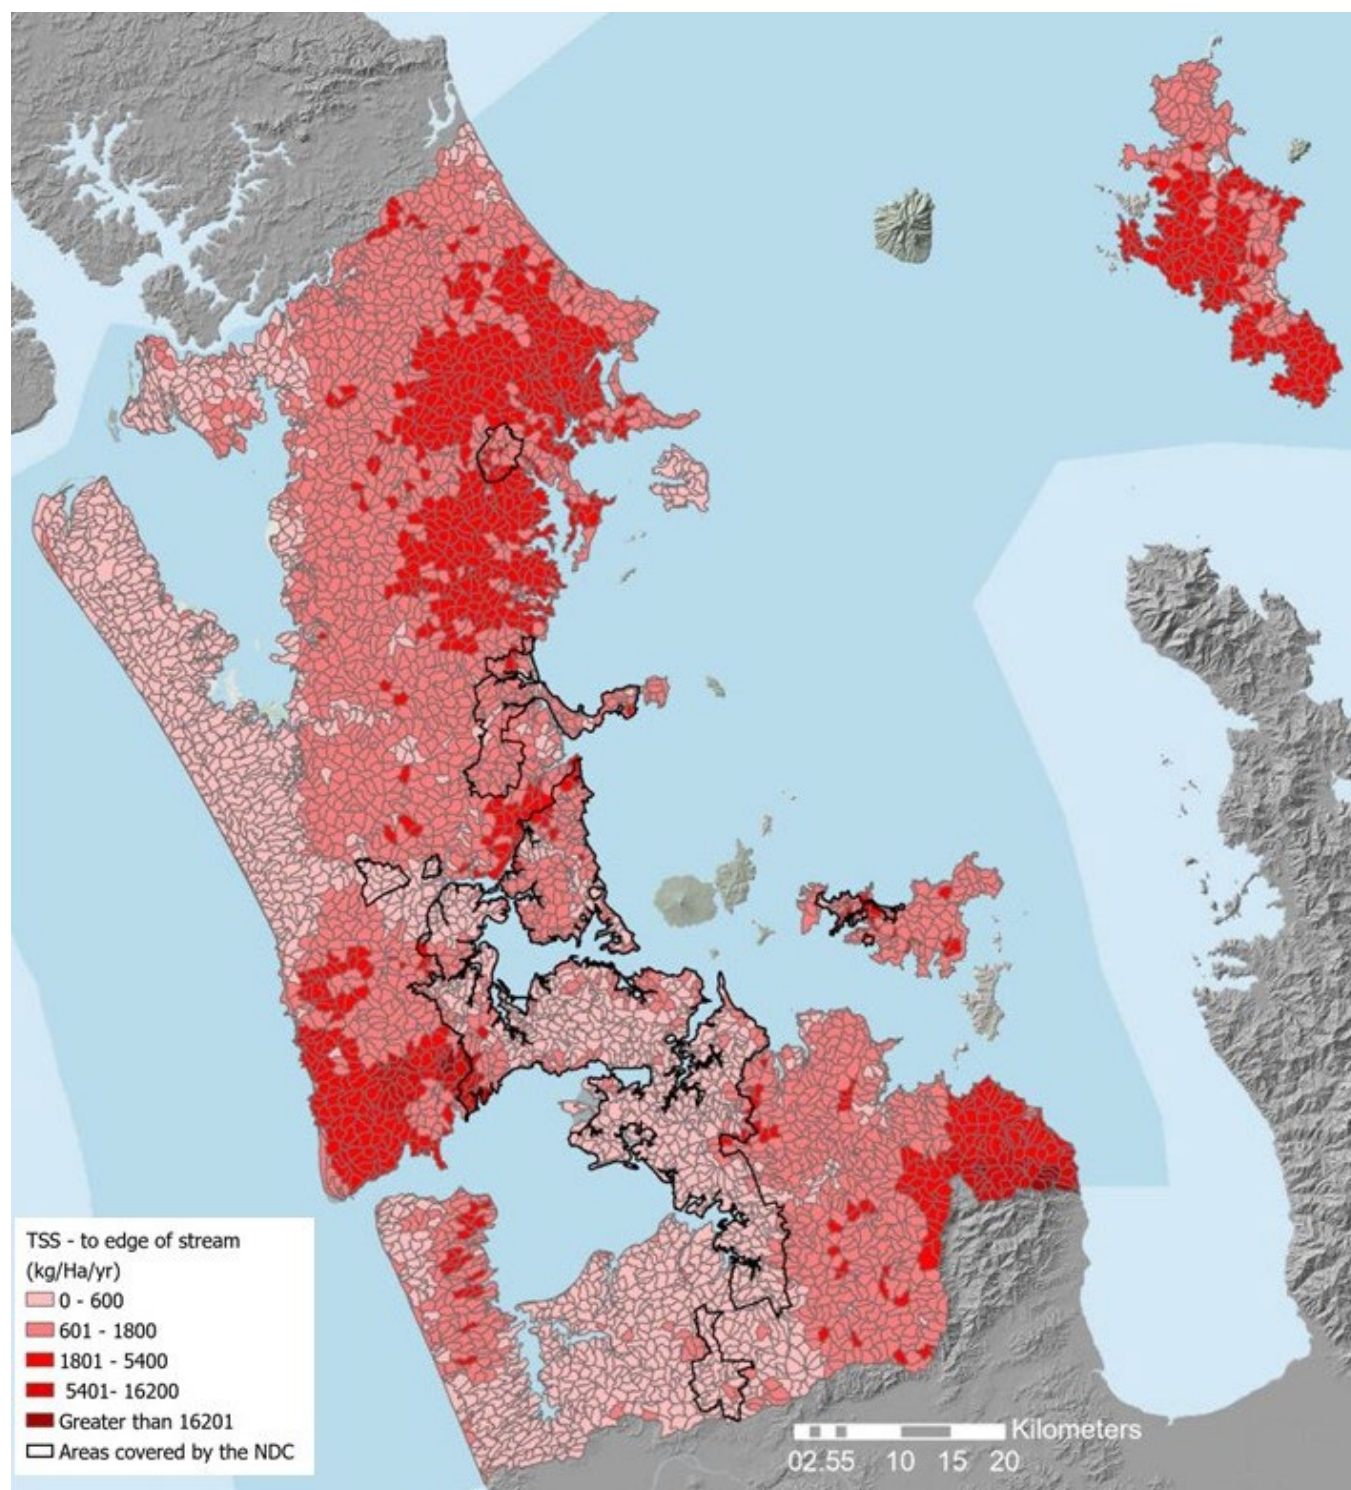 TSS - to edge of stream
(kg/Ha/yr)
0 - 600
601 - 1800
1801 - 5400
5401- 16200
Greater than 16201
Areas covered by the NDC
Kilometers
02.55 10 15 20